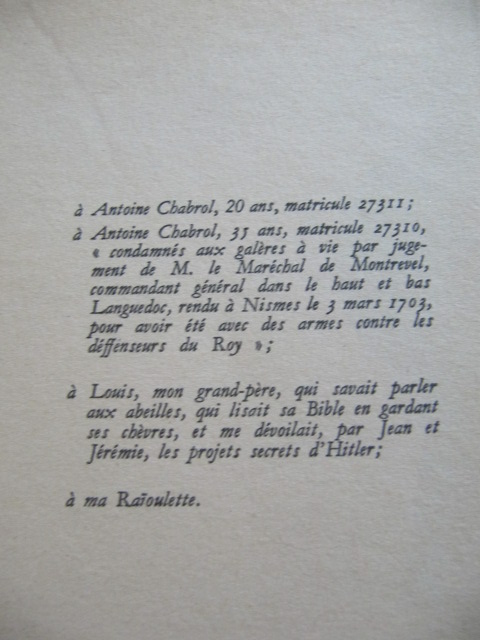 à Antoine Chabrol, 20 ans, matricule 27311;
à Antoine Chabrol, 35 ans, matricule 27310,
« condamnés aux galères à vie par juge-
ment de M. le Maréchal de Montrevel,
commandant général dans le haut et bas
Languedoc, rendu à Nismes le 3 mars 1703,
pour avoir été avec des armes contre les
déffenseurs du Roy »;
à Louis, mon grand-père, qui savait parler
aux abeilles, qui lisait sa Bible en gardant
ses chèvres, et me dévoilait, par Jean et
Jérémie, les projets secrets d'Hitler;
à ma Raïoulette.